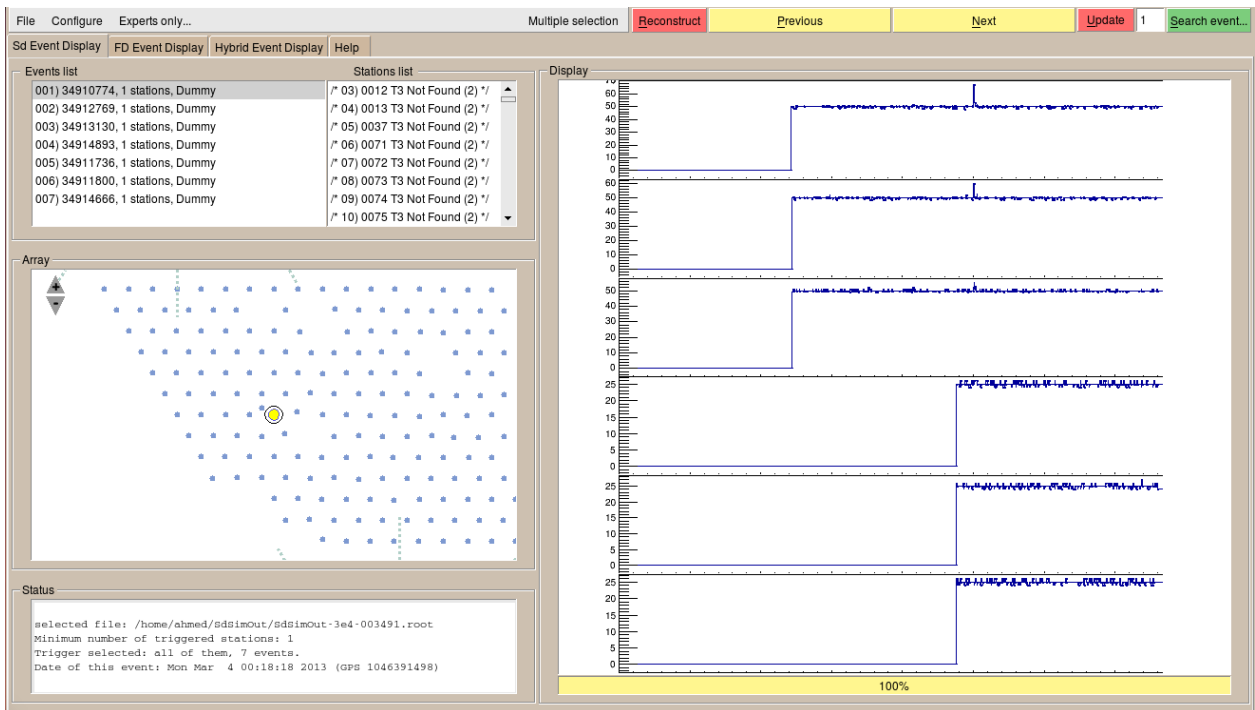 File Configure Experts only... Multiple selection Reconstruct Previous Next Update 1 Search event...
Sd Event Display FD Event Display Hybrid Event Display Help
Events list
001) 34910774, 1 stations, Dummy
002) 34912769, 1 stations, Dummy
003) 34913130, 1 stations, Dummy
004) 34914893, 1 stations, Dummy
005) 34911736, 1 stations, Dummy
006) 34911800, 1 stations, Dummy
007) 34914666, 1 stations, Dummy
Stations list
/* 03) 0012 T3 Not Found (2) */
/* 04) 0013 T3 Not Found (2) */
/* 05) 0037 T3 Not Found (2) */
/* 06) 0071 T3 Not Found (2) */
/* 07) 0072 T3 Not Found (2) */
/* 08) 0073 T3 Not Found (2) */
/* 09) 0074 T3 Not Found (2) */
/* 10) 0075 T3 Not Found (2) */
Array
+
-
Status
selected file: /home/ahmed/SdSimOut/SdSimOut-3e4-003491.root
Minimum number of triggered stations: 1
Trigger selected: all of them, 7 events.
Date of this event: Mon Mar 4 00:18:18 2013 (GPS 1046391498)
Display
60
50
40
30
20
10
0
60
50
40
30
20
10
0
50
40
30
20
10
0
25
20
15
10
5
0
25
20
15
10
5
0
25
20
15
10
5
0
100%